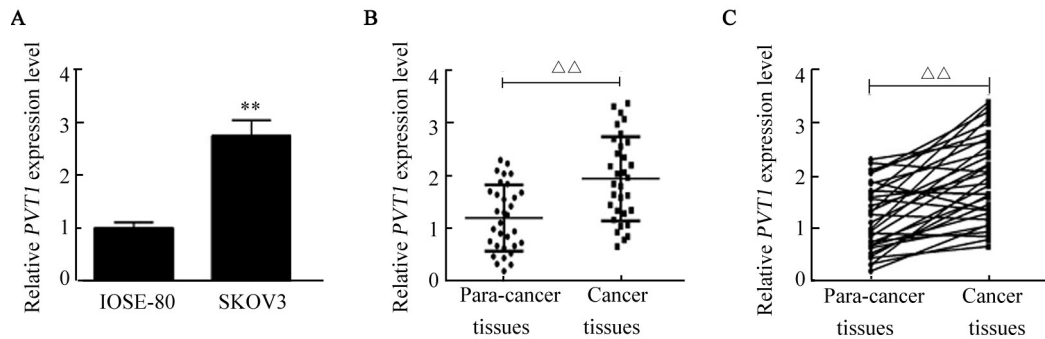 A
Relative PVT1 expression level
4
3
2
1
0
**
IOSE-80 SKOV3
B
Relative PVT1 expression level
4
3
2
1
0
△△
Para-cancer tissues
Cancer tissues
C
Relative PVT1 expression level
4
3
2
1
0
△△
Para-cancer tissues
Cancer tissues